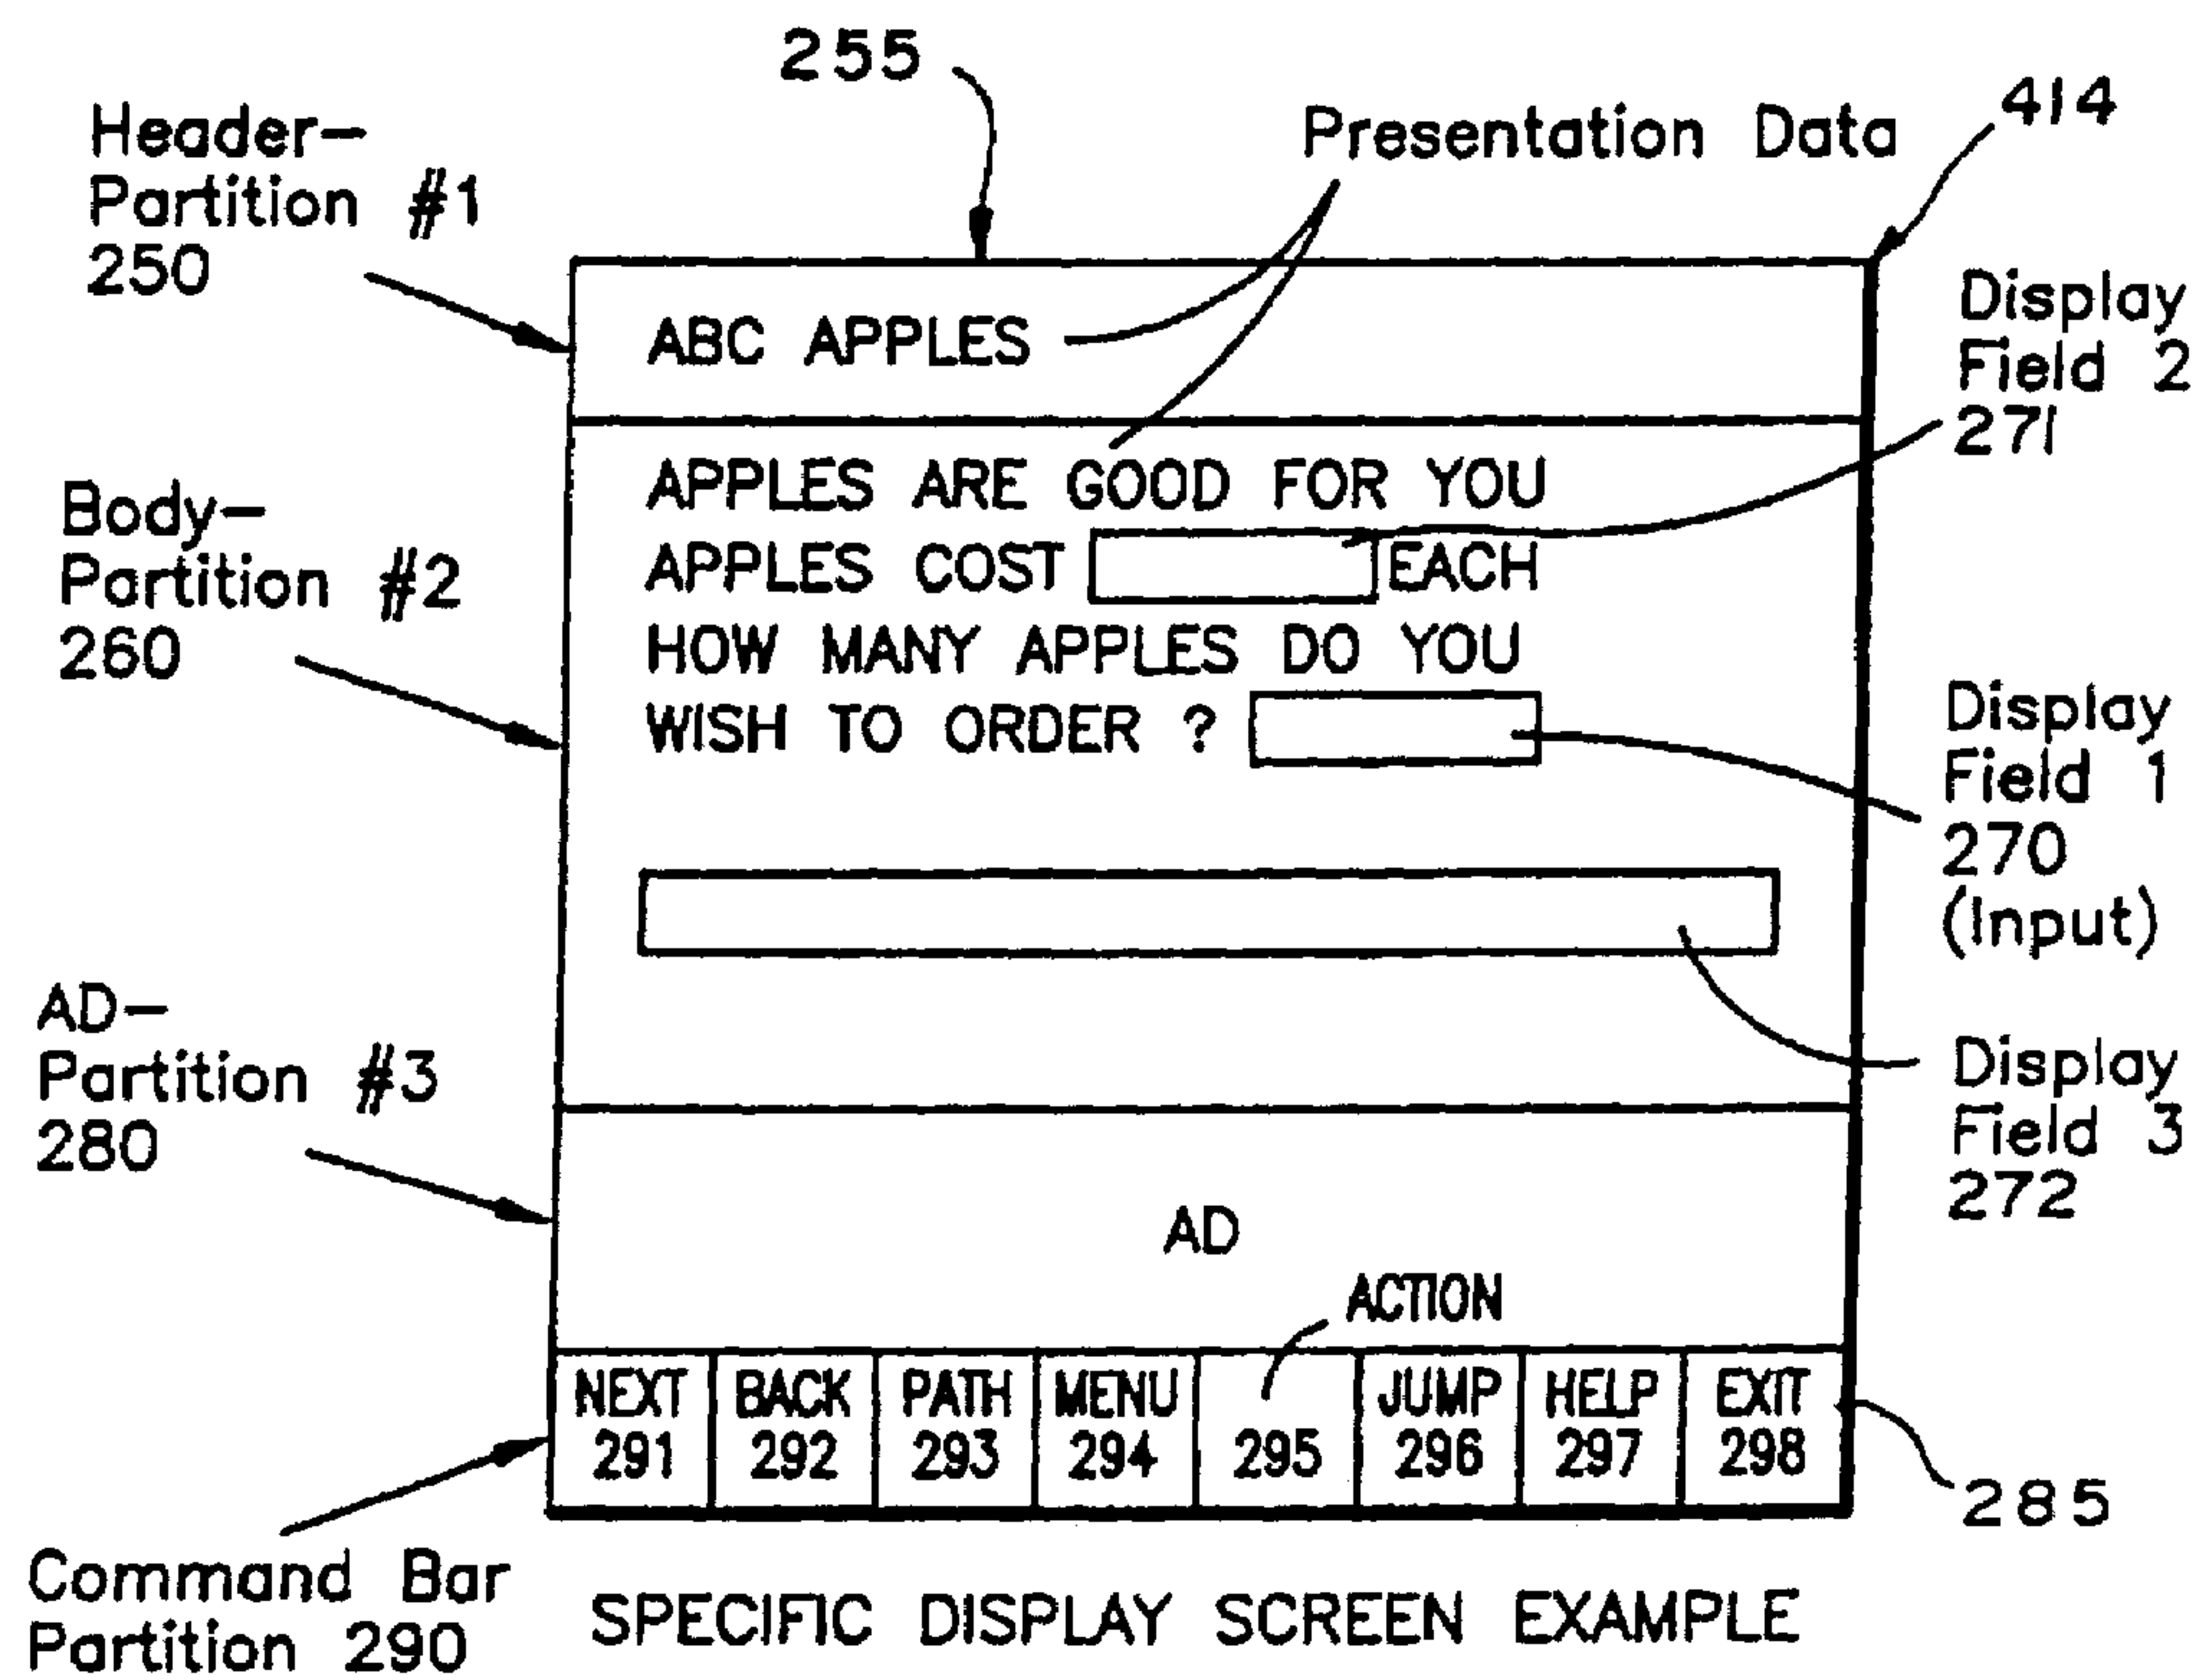 255
414
Header-
Partition #1
250
Presentation Data
ABC APPLES
Display
Field 2
271
APPLES ARE GOOD FOR YOU
APPLES COST EACH
HOW MANY APPLES DO YOU
WISH TO ORDER ?
Body-
Partition #2
260
Display
Field 1
270
(Input)
AD-
Partition #3
280
Display
Field 3
272
AD
ACTION
NEXT BACK PATH MENU JUMP HELP EXIT
291 292 293 294 295 296 297 298
285
Command Bar
Partition 290
SPECIFIC DISPLAY SCREEN EXAMPLE